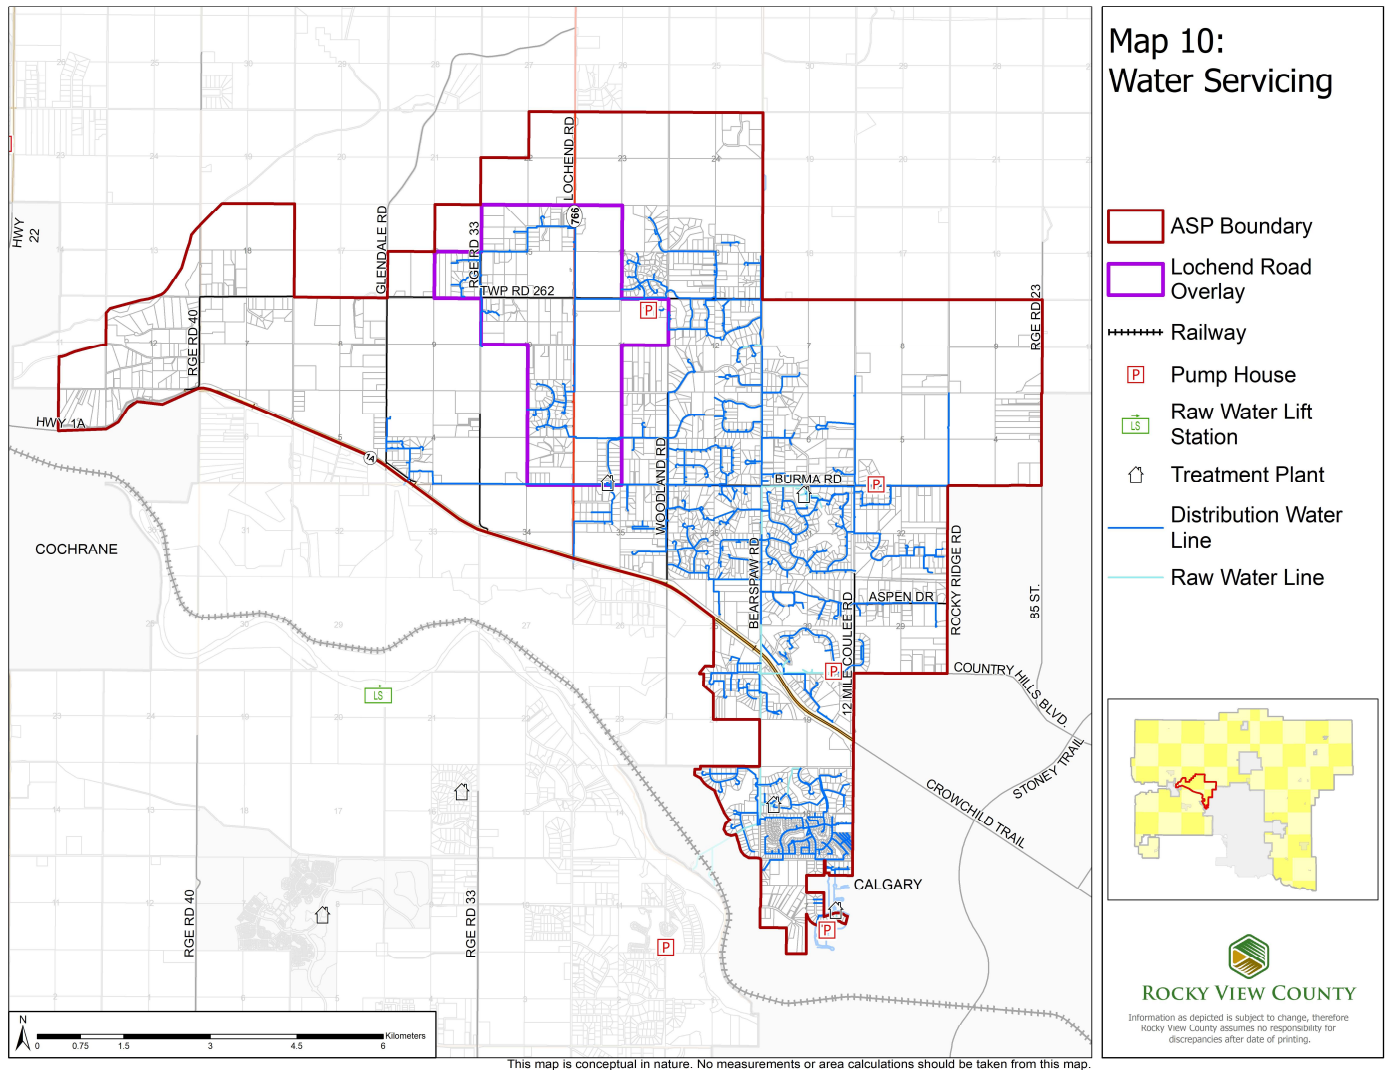 Map 10:
Water Servicing
ASP Boundary
Lochend Road
Overlay
Railway
P
Pump House
LS
Raw Water Lift
Station
Treatment Plant
Distribution Water
Line
Raw Water Line
ROCKY VIEW COUNTY
Information as depicted is subject to change, therefore
Rocky View County assumes no responsibility for
discrepancies after date of printing.
LOCHEND RD
766
HWY
22
GLENDALE RD
RGE RD 33
TWP RD 262
P
RGE RD 40
RGE RD 23
HWY 1A
1A
WOODLAND RD
BURMA RD
P
COCHRANE
BEARSPAW RD
12 MILE COULEE RD
ASPEN DR
ROCKY RIDGE RD
85 ST.
P
COUNTRY HILLS BLVD.
LS
STONEY TRAIL
CROWCHILD TRAIL
CALGARY
RGE RD 40
RGE RD 33
P
P
N
0 0.75 1.5 3 4.5 6
Kilometers
This map is conceptual in nature. No measurements or area calculations should be taken from this map.